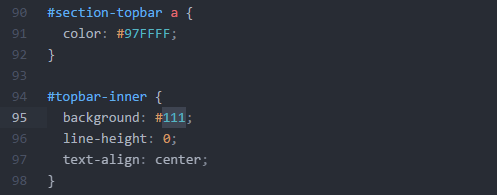 90 #section-topbar a {
91   color: #97FFFF;
92 }
93
94 #topbar-inner {
95   background: #111;
96   line-height: 0;
97   text-align: center;
98 }